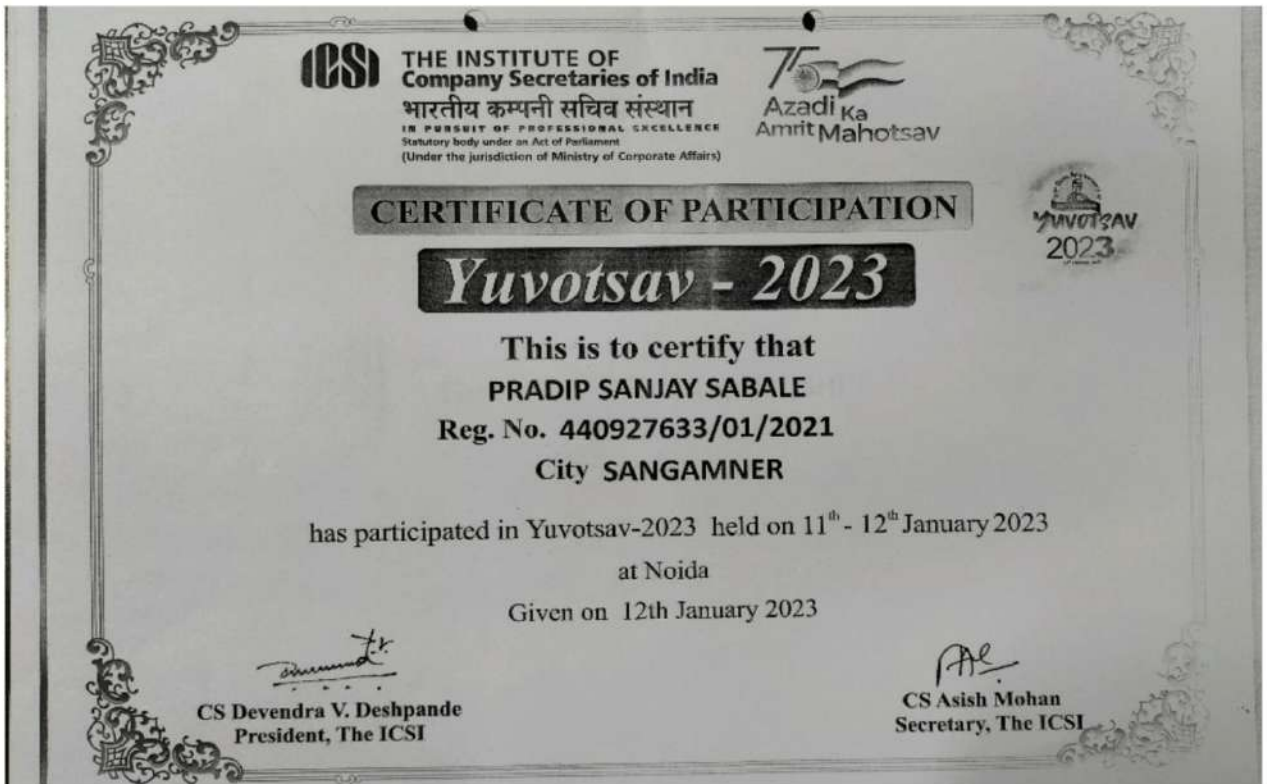 ICSI
THE INSTITUTE OF
Company Secretaries of India
भारतीय कम्पनी सचिव संस्थान
IN PURSUIT OF PROFESSIONAL EXCELLENCE
Statutory body under an Act of Parliament
(Under the jurisdiction of Ministry of Corporate Affairs)
75
Azadi Ka
Amrit Mahotsav
CERTIFICATE OF PARTICIPATION
YUVOTSAV
2023
Yuvotsav - 2023
This is to certify that
PRADIP SANJAY SABALE
Reg. No. 440927633/01/2021
City SANGAMNER
has participated in Yuvotsav-2023 held on 11th - 12th January 2023
at Noida
Given on 12th January 2023
CS Devendra V. Deshpande
President, The ICSI
CS Asish Mohan
Secretary, The ICSI